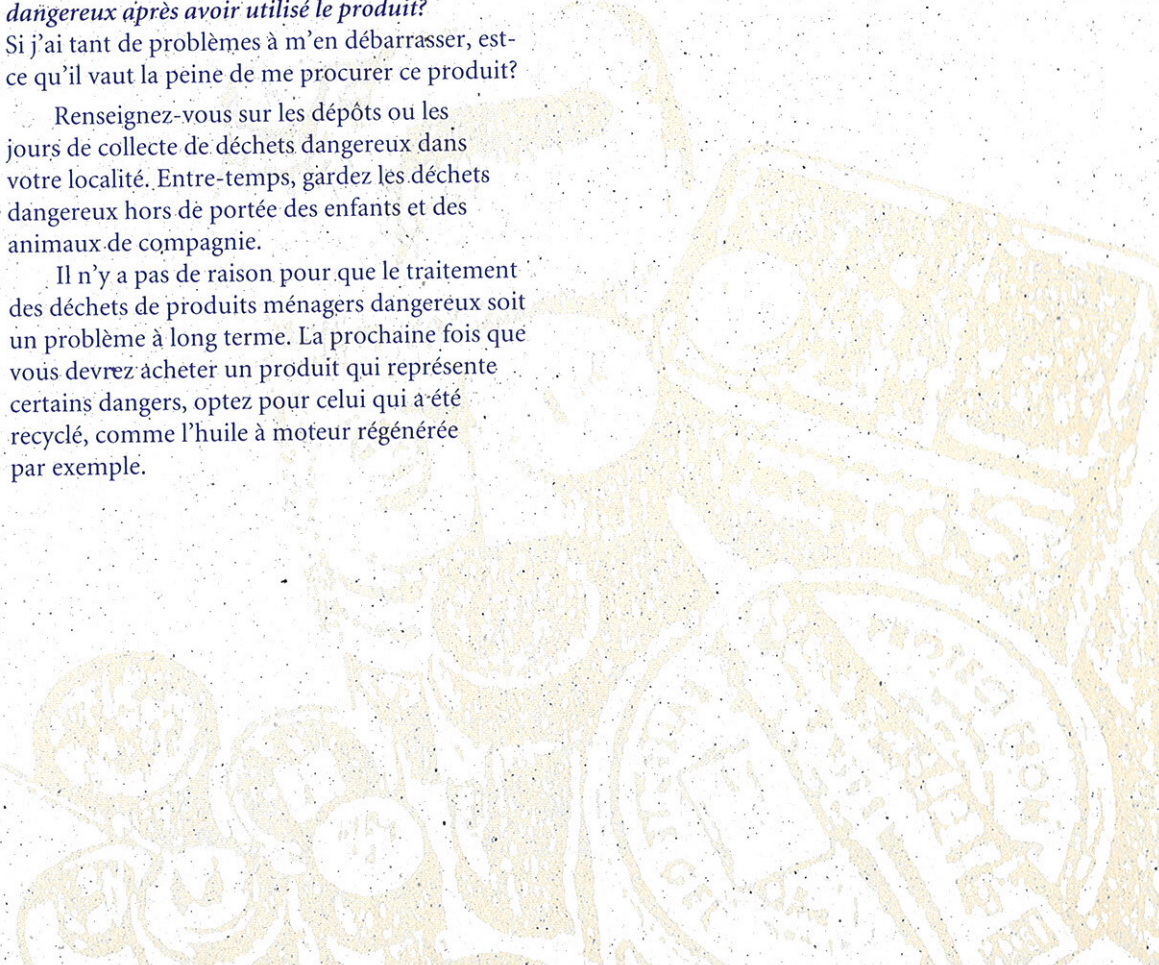 dangereux après avoir utilisé le produit?
Si j'ai tant de problèmes à m'en débarrasser, est-
ce qu'il vaut la peine de me procurer ce produit?
Renseignez-vous sur les dépôts ou les
jours de collecte de déchets dangereux dans
votre localité. Entre-temps, gardez les déchets
dangereux hors de portée des enfants et des
animaux de compagnie.
Il n'y a pas de raison pour que le traitement
des déchets de produits ménagers dangereux soit
un problème à long terme. La prochaine fois que
vous devrez acheter un produit qui représente
certains dangers, optez pour celui qui a été
recyclé, comme l'huile à moteur régénérée
par exemple.
PROTECT FROM